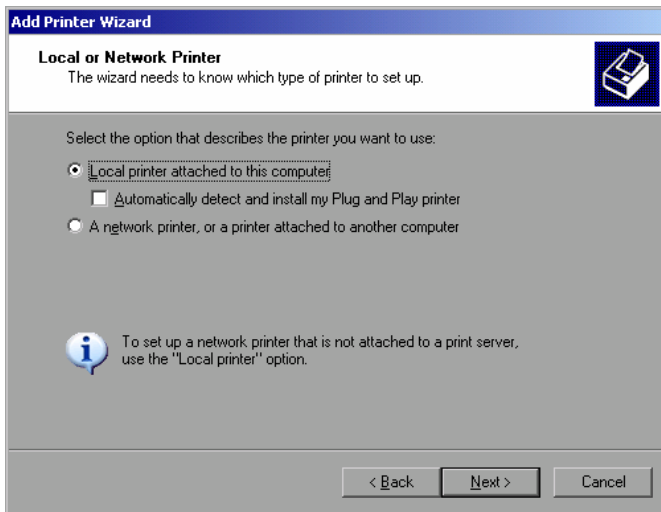 Add Printer Wizard
Local or Network Printer
The wizard needs to know which type of printer to set up.
Select the option that describes the printer you want to use:
Local printer attached to this computer
Automatically detect and install my Plug and Play printer
A network printer, or a printer attached to another computer
To set up a network printer that is not attached to a print server,
use the "Local printer" option.
< Back Next > Cancel